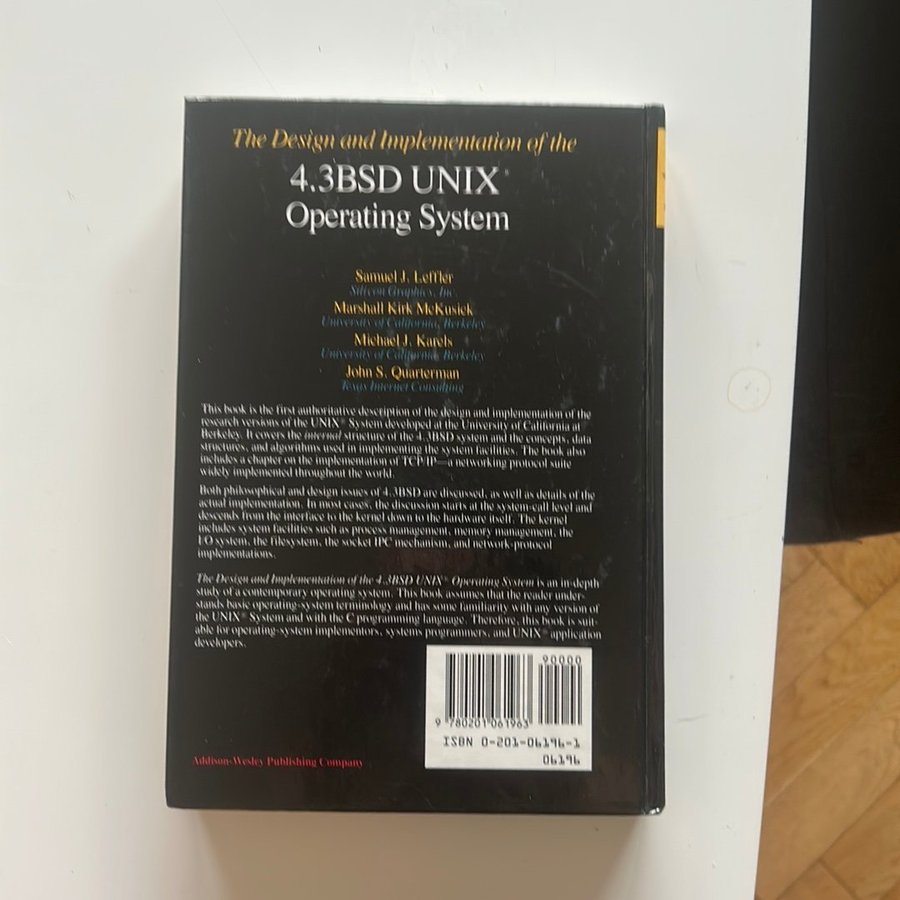 The Design and Implementation of the
4.3BSD UNIX®
Operating System
Samuel J. Leffler
Silicon Graphics, Inc.
Marshall Kirk McKusick
University of California, Berkeley
Michael J. Karels
University of California, Berkeley
John S. Quarterman
Texas Internet Consulting
This book is the first authoritative description of the design and implementation of the
research versions of the UNIX® System developed at the University of California at
Berkeley. It covers the internal structure of the 4.3BSD system and the concepts, data
structures, and algorithms used in implementing the system facilities. The book also
includes a chapter on the implementation of TCP/IP—a networking protocol suite
widely implemented throughout the world.
Both philosophical and design issues of 4.3BSD are discussed, as well as details of the
actual implementation. In most cases, the discussion starts at the system-call level and
descends from the interface to the kernel down to the hardware itself. The kernel
includes system facilities such as process management, memory management, the
I/O system, the filesystem, the socket IPC mechanism, and network-protocol
implementations.
The Design and Implementation of the 4.3BSD UNIX® Operating System is an in-depth
study of a contemporary operating system. This book assumes that the reader under-
stands basic operating-system terminology and has some familiarity with any version of
the UNIX® System and with the C programming language. Therefore, this book is suit-
able for operating-system implementors, systems programmers, and UNIX® application
developers.
90000
9 780201 061963
ISBN 0-201-06196-1
06196
Addison-Wesley Publishing Company